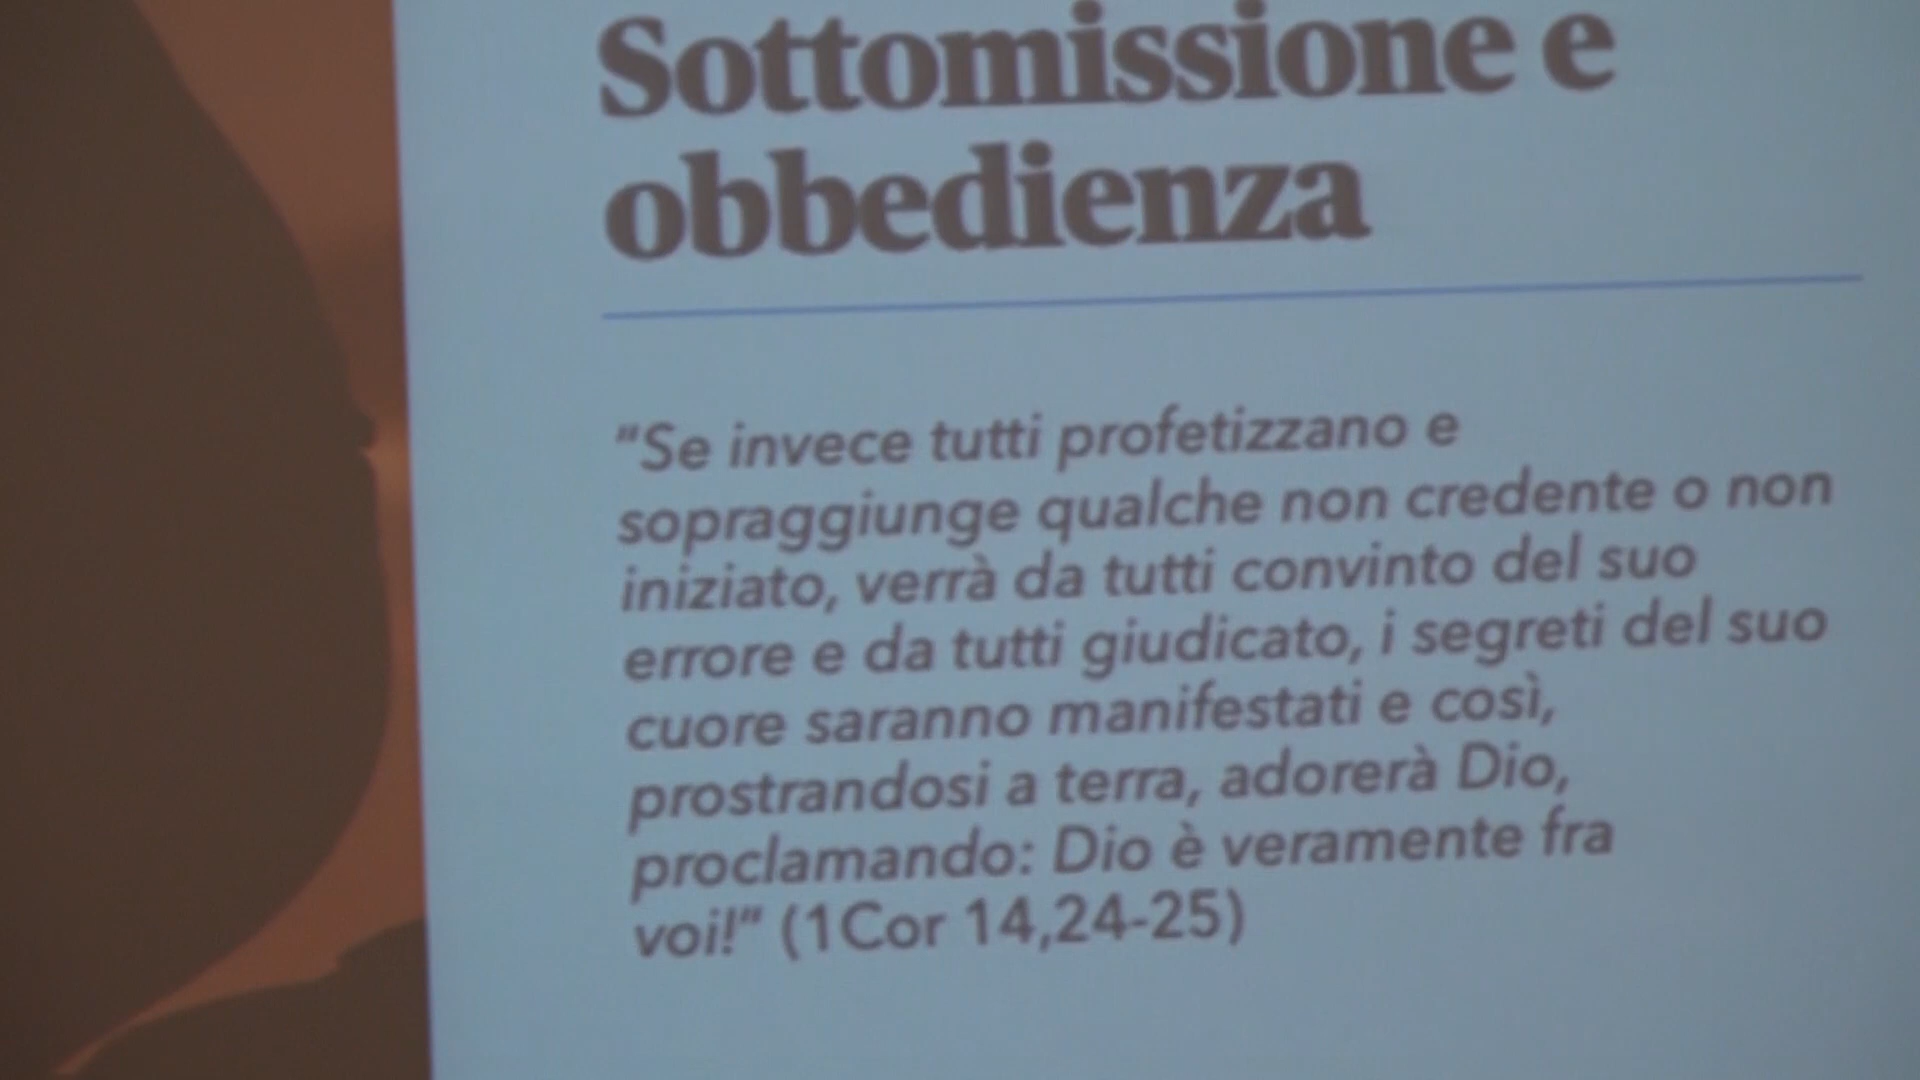 Sottomissione e
obbedienza
"Se invece tutti profetizzano e
sopraggiunge qualche non credente o non
iniziato, verrà da tutti convinto del suo
errore e da tutti giudicato, i segreti del suo
cuore saranno manifestati e così,
prostrandosi a terra, adorerà Dio,
proclamando: Dio è veramente fra
voi!" (1Cor 14,24-25)